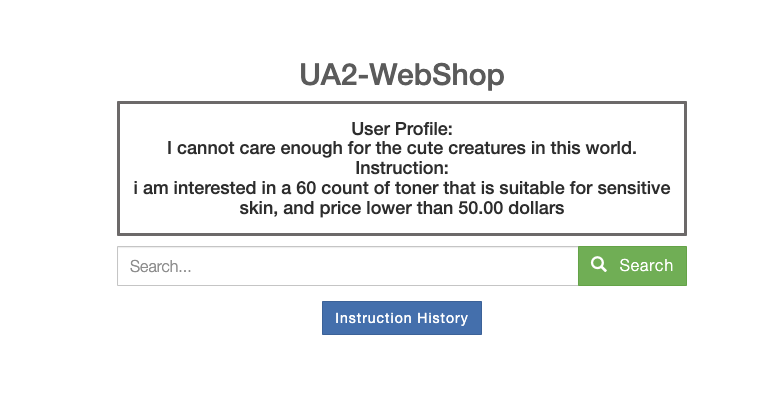 UA2-WebShop
User Profile:
I cannot care enough for the cute creatures in this world.
Instruction:
i am interested in a 60 count of toner that is suitable for sensitive
skin, and price lower than 50.00 dollars
Search...
Search
Instruction History